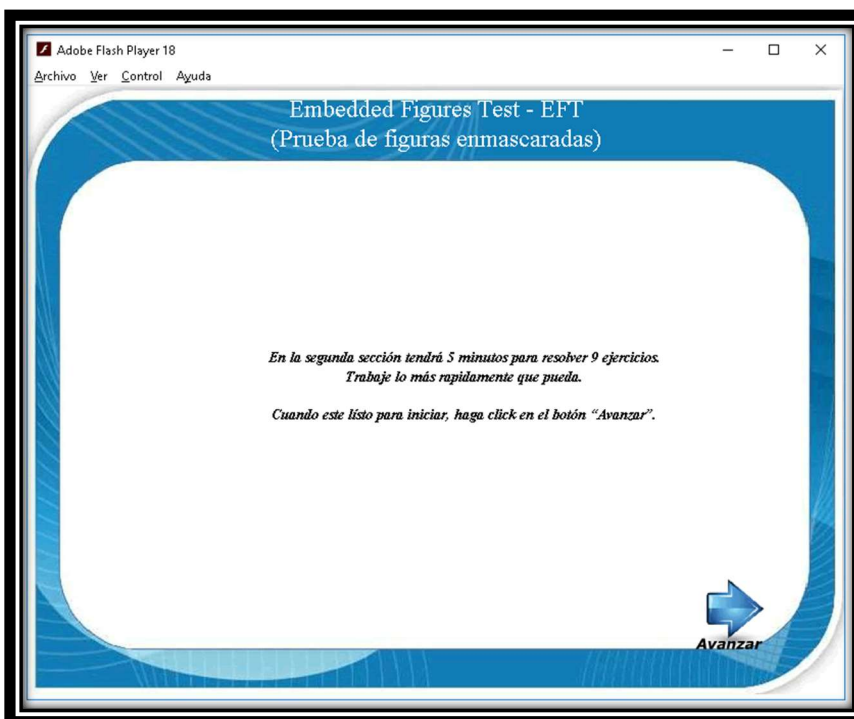 Adobe Flash Player 18
Archivo Ver Control Ayuda
Embedded Figures Test - EFT
(Prueba de figuras enmascaradas)
En la segunda sección tendrá 5 minutos para resolver 9 ejercicios.
Trabaje lo más rapidamente que pueda.
Cuando este lísto para iniciar, haga click en el botón “Avanzar”.
Avanzar